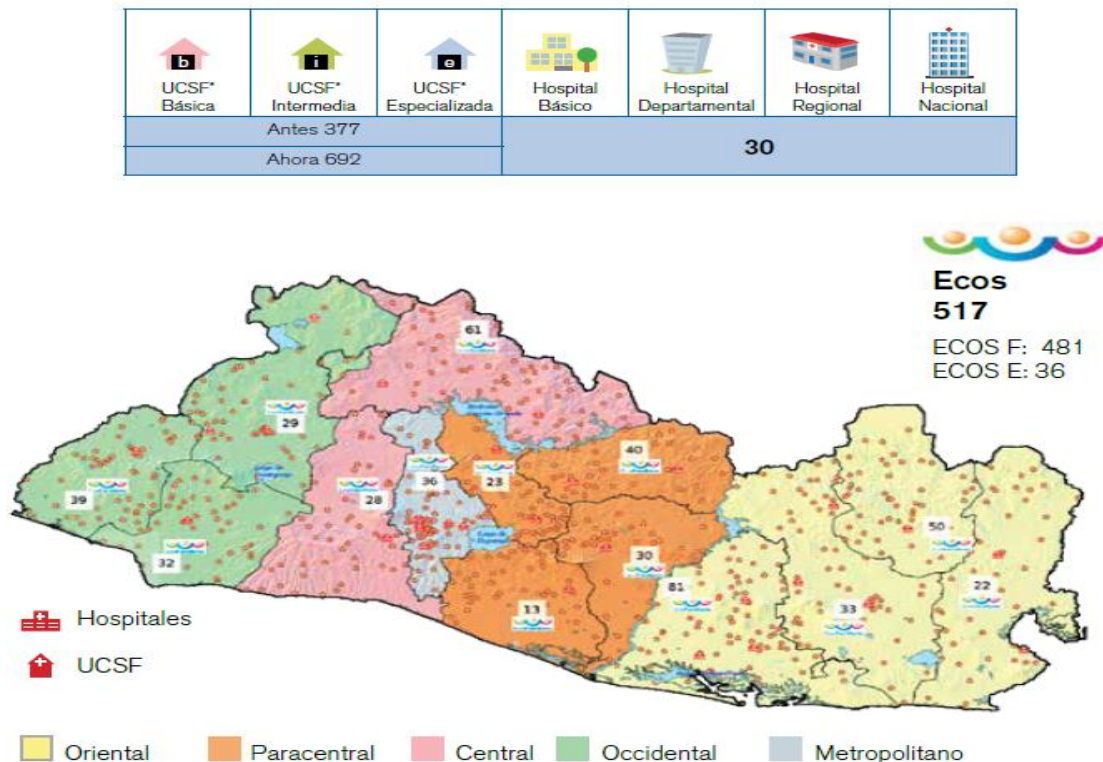 b
i
e
UCSF*
Básica
UCSF*
Intermedia
UCSF*
Especializada
Hospital
Básico
Hospital
Departamental
Hospital
Regional
Hospital
Nacional
Antes 377
Ahora 692
30
Ecos
517
ECOS F: 481
ECOS E: 36
61
29
39
32
28
36
23
40
30
13
81
50
33
22
Hospitales
UCSF
Oriental
Paracentral
Central
Occidental
Metropolitano